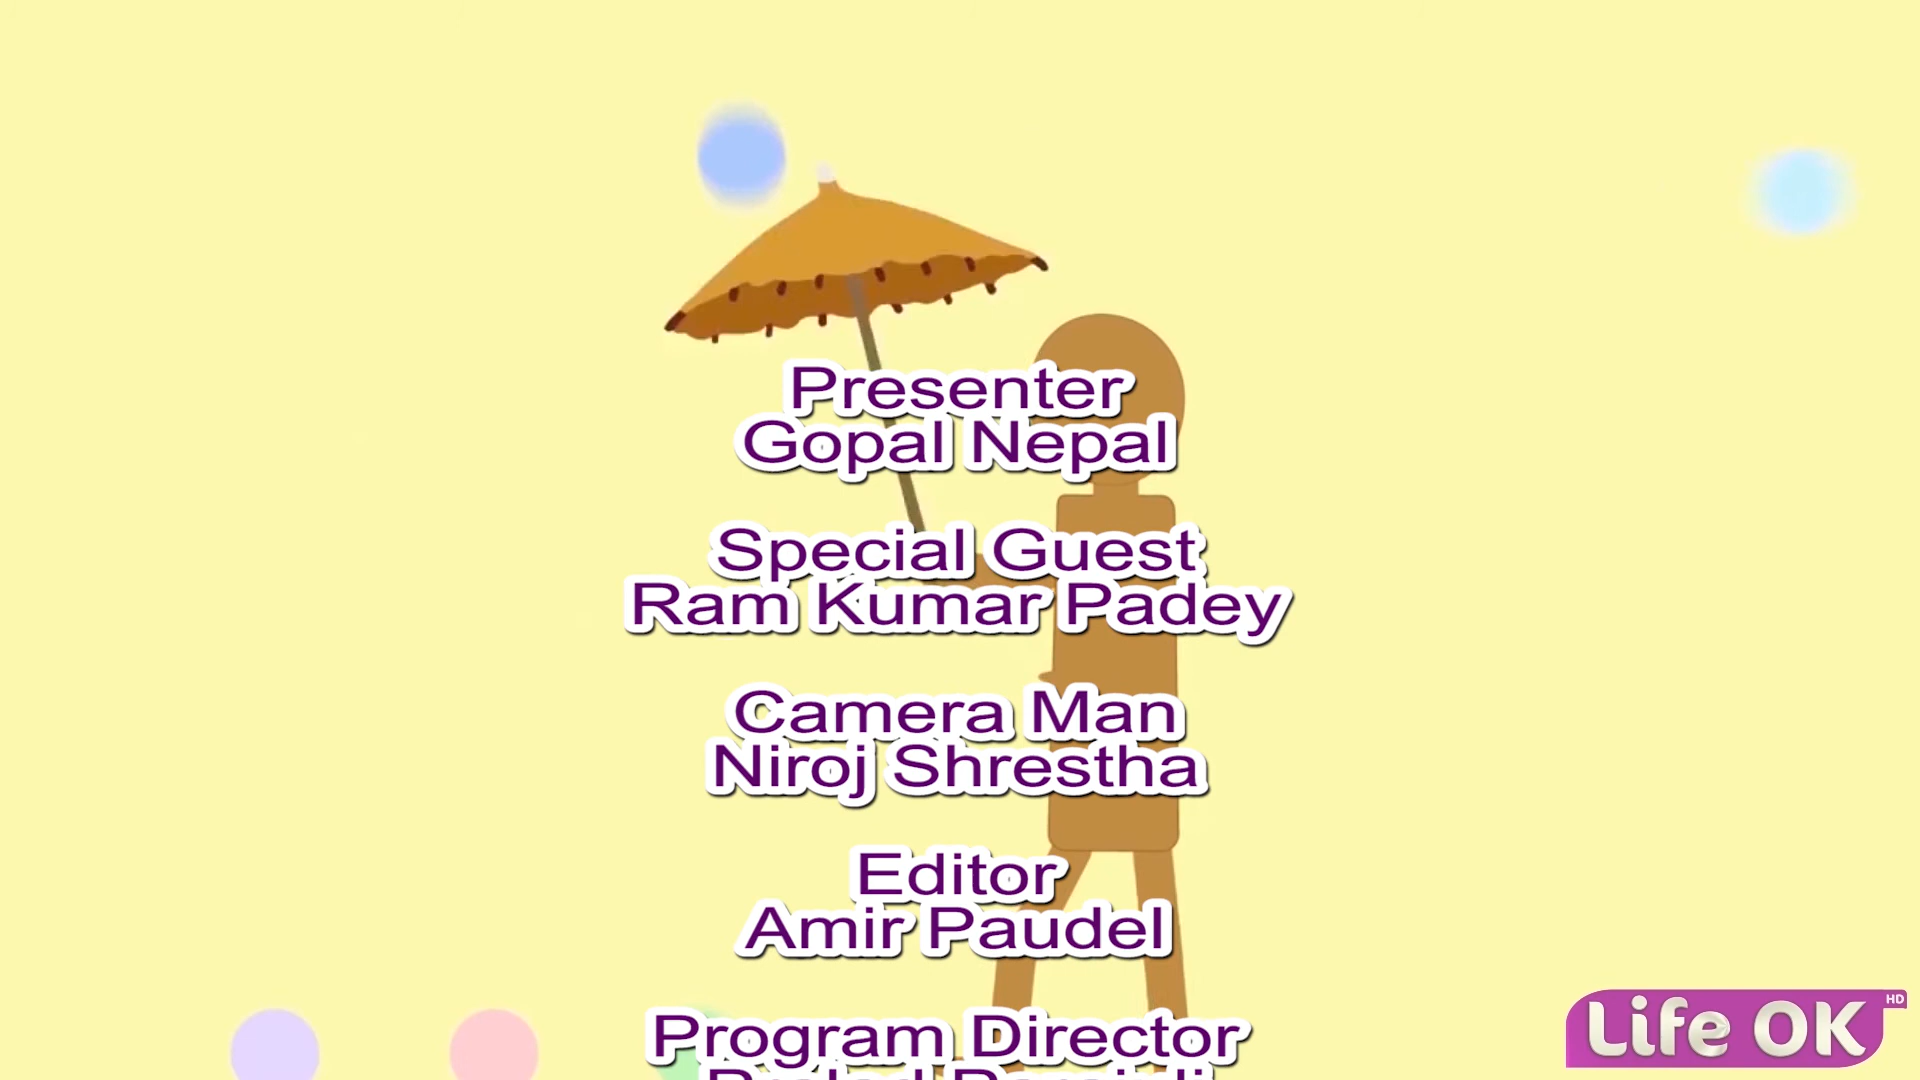 Presenter
Gopal Nepal
Special Guest
Ram Kumar Padey
Camera Man
Niroj Shrestha
Editor
Amir Paudel
Program Director
Life OK HD